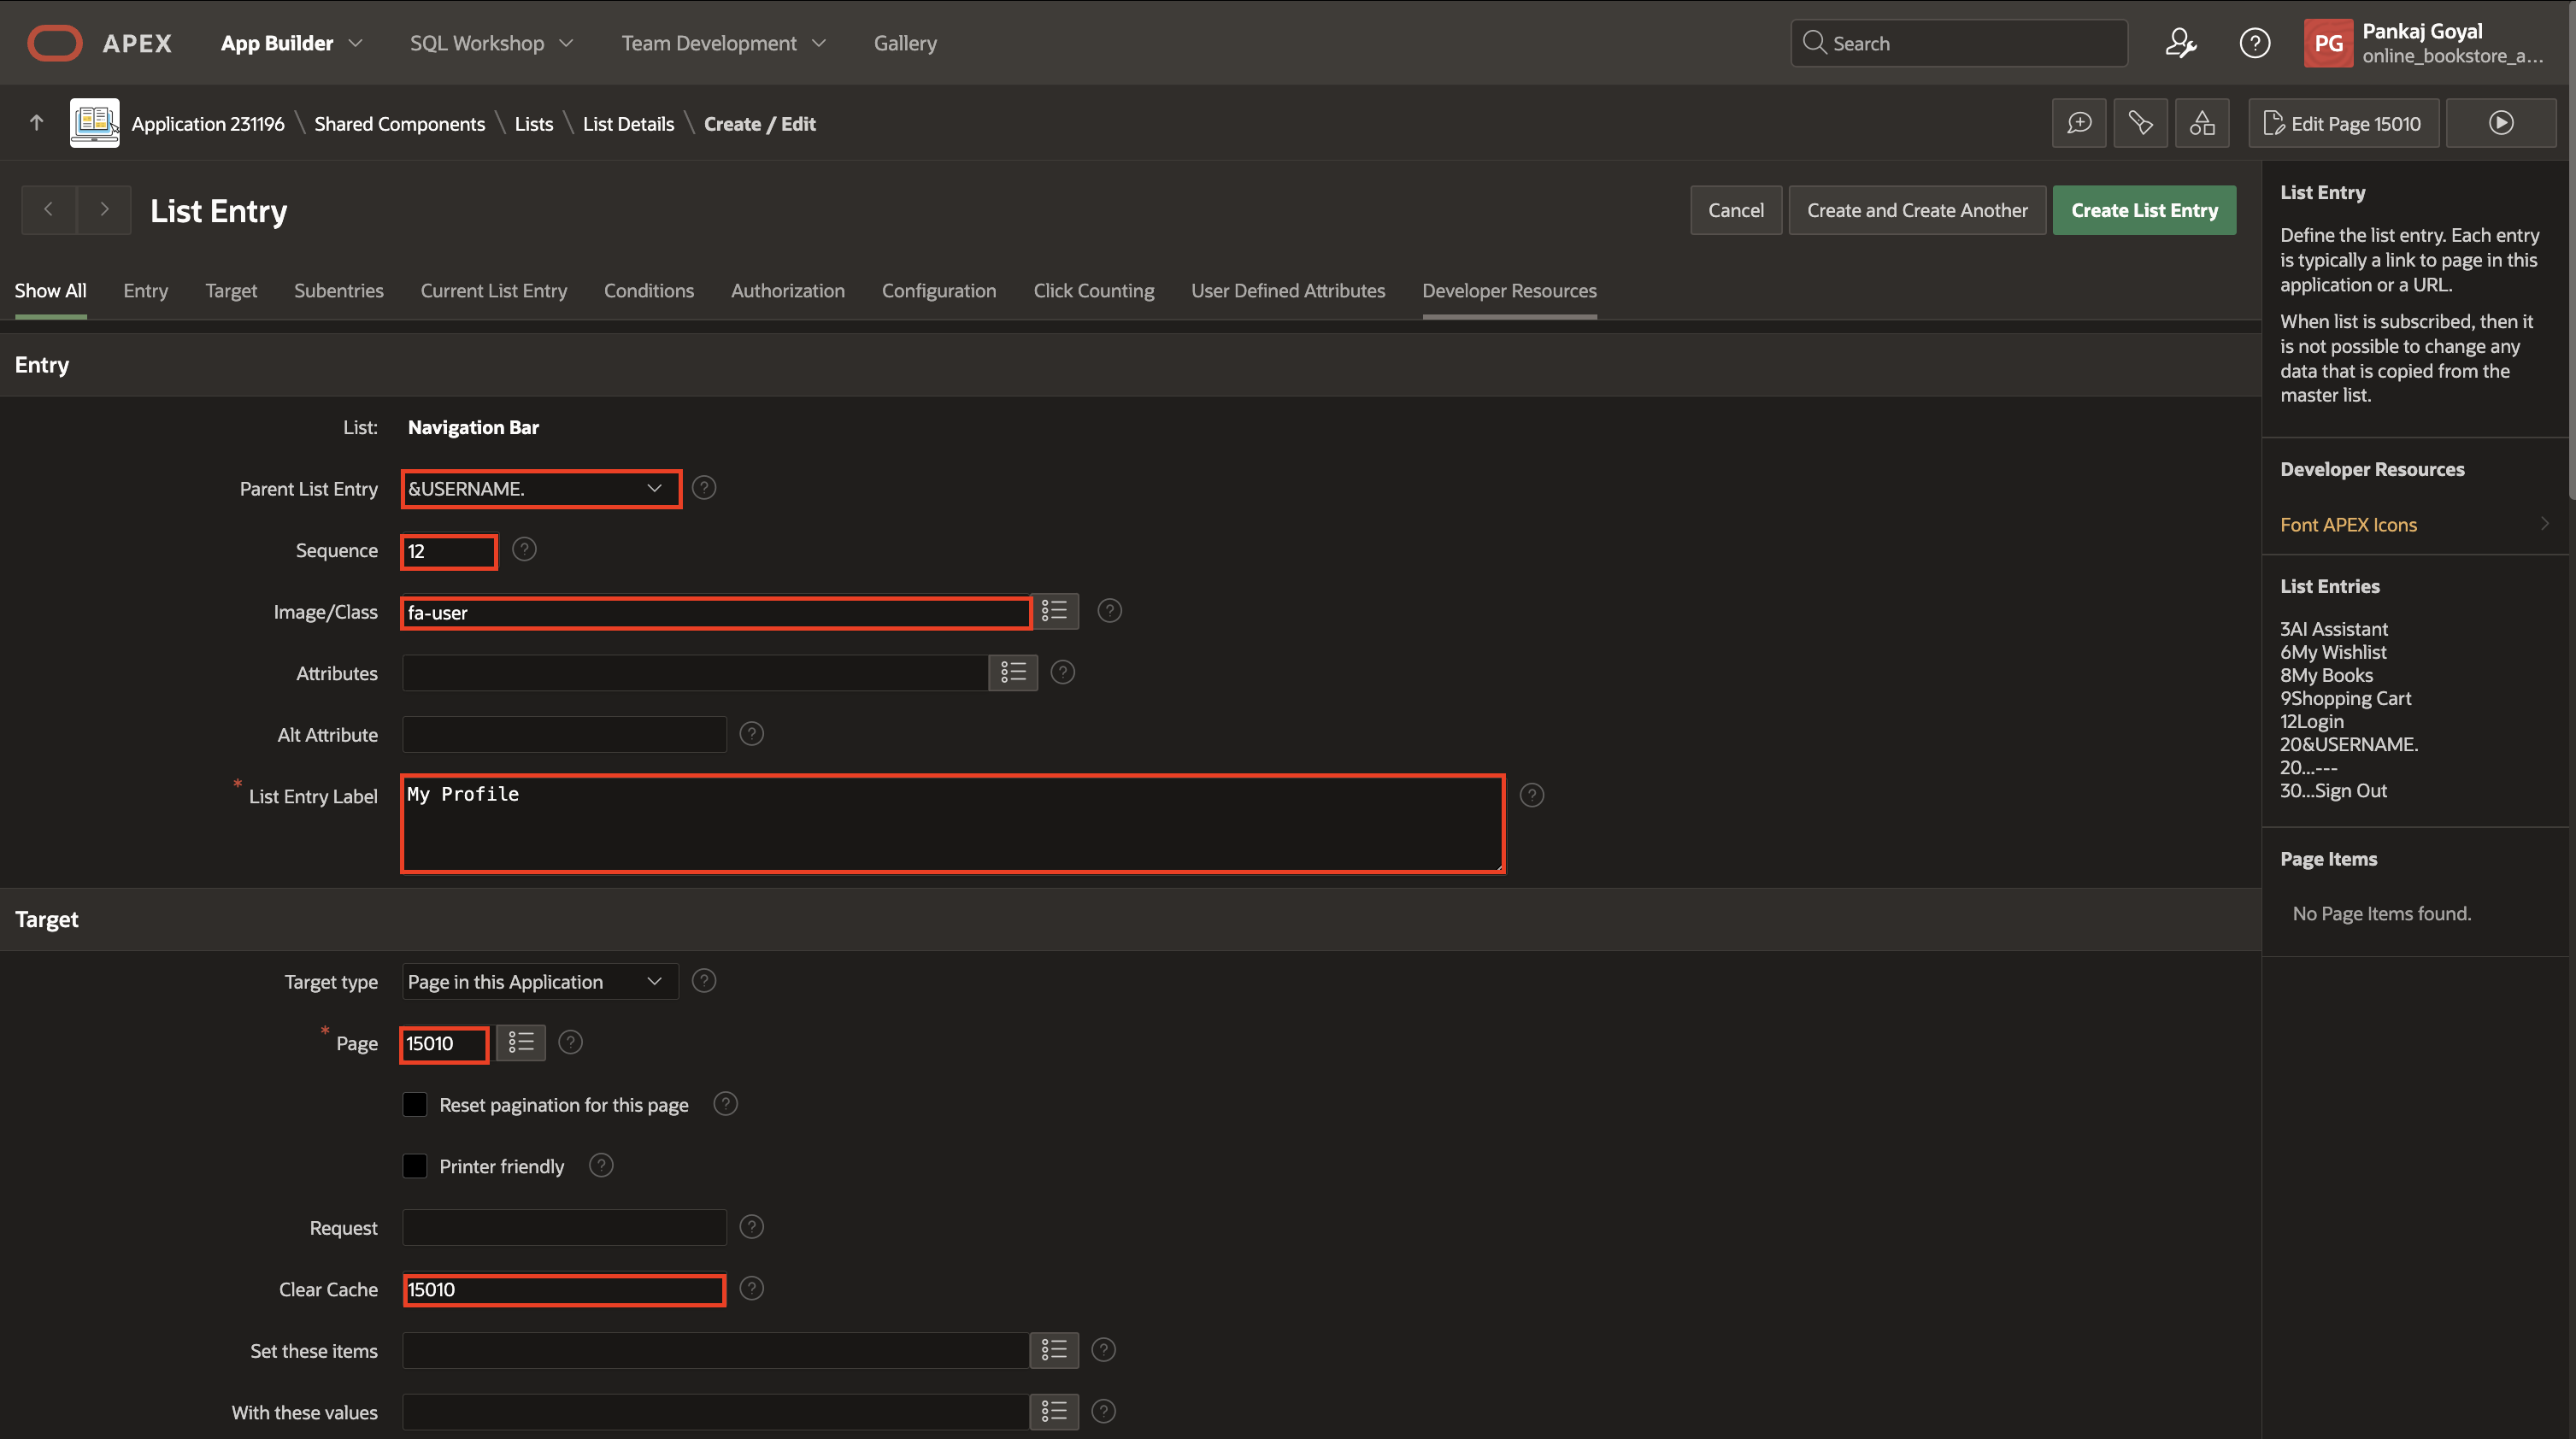 APEX App Builder SQL Workshop Team Development Gallery Search PG Pankaj Goyal
online_bookstore_a...
Application 231196 \ Shared Components \ Lists \ List Details \ Create / Edit Edit Page 15010
List Entry Cancel Create and Create Another Create List Entry
Show All Entry Target Subentries Current List Entry Conditions Authorization Configuration Click Counting User Defined Attributes Developer Resources
Entry
List: Navigation Bar
Parent List Entry &USERNAME.
Sequence 12
Image/Class fa-user
Attributes
Alt Attribute
* List Entry Label My Profile
Target
Target type Page in this Application
* Page 15010
Reset pagination for this page
Printer friendly
Request
Clear Cache 15010
Set these items
With these values
List Entry
Define the list entry. Each entry
is typically a link to page in this
application or a URL.
When list is subscribed, then it
is not possible to change any
data that is copied from the
master list.
Developer Resources
Font APEX Icons
List Entries
3AI Assistant
6My Wishlist
8My Books
9Shopping Cart
12Login
20&USERNAME.
20...---
30...Sign Out
Page Items
No Page Items found.